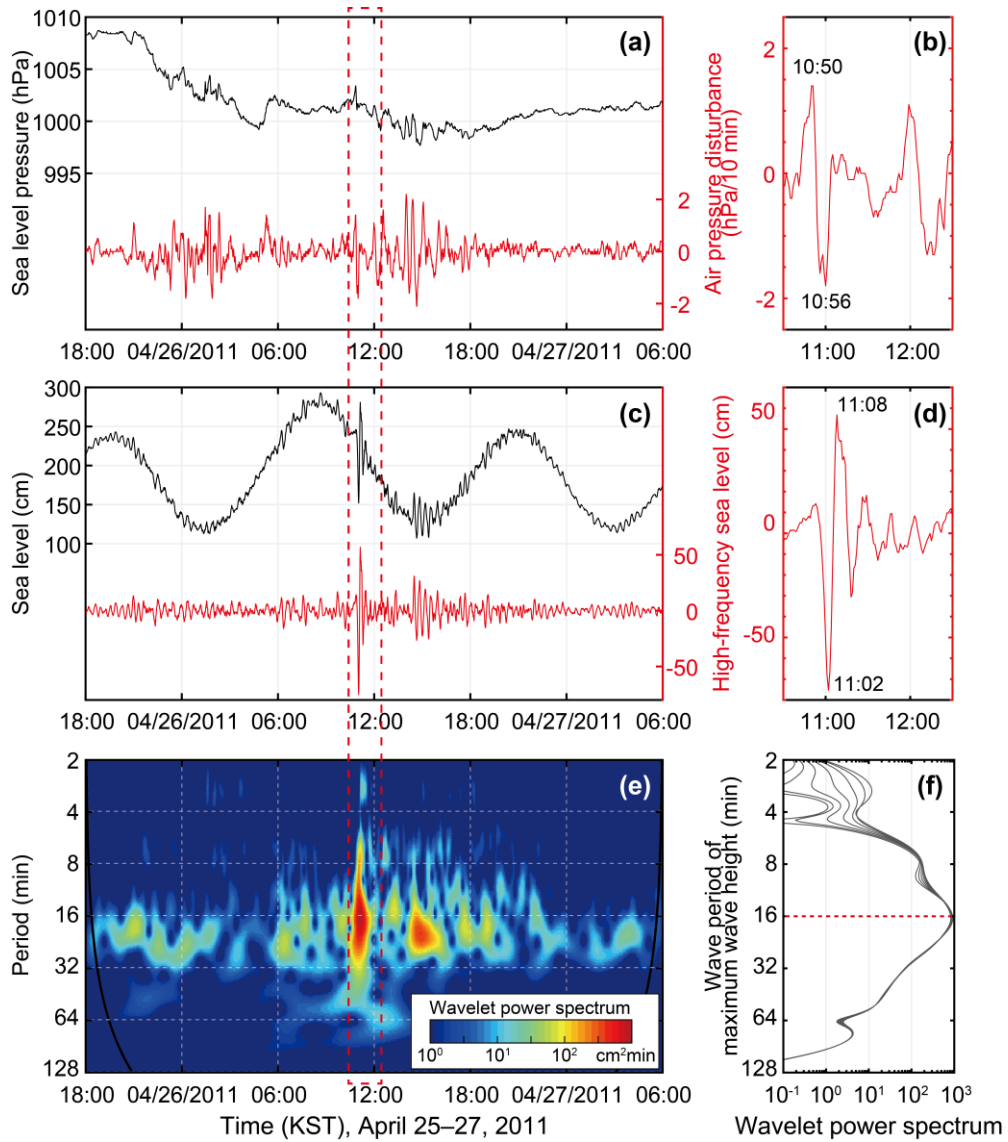 (a)
Sea level pressure (hPa)
1010
1005
1000
995
2
0
-2
Air pressure disturbance
(hPa/10 min)
18:00 04/26/2011 06:00 12:00 18:00 04/27/2011 06:00
(b)
10:50
10:56
2
0
-2
11:00 12:00
(c)
Sea level (cm)
300
250
200
150
100
50
0
-50
High-frequency sea level (cm)
18:00 04/26/2011 06:00 12:00 18:00 04/27/2011 06:00
(d)
11:08
11:02
50
0
-50
11:00 12:00
(e)
Period (min)
2
4
8
16
32
64
128
Wavelet power spectrum
10⁰ 10¹ 10² cm²min
18:00 04/26/2011 06:00 12:00 18:00 04/27/2011 06:00
Time (KST), April 25–27, 2011
(f)
Wave period of
maximum wave height (min)
2
4
8
16
32
64
128
10⁻¹ 10⁰ 10¹ 10² 10³
Wavelet power spectrum